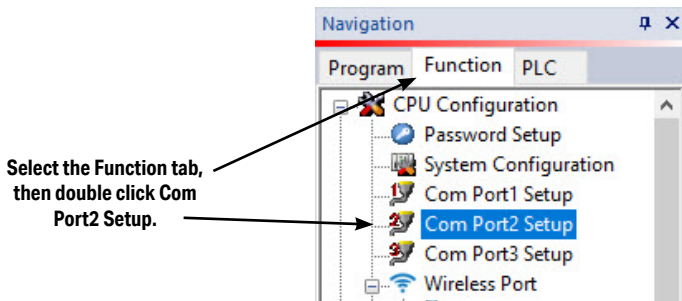 Navigation
Program Function PLC
CPU Configuration
Password Setup
System Configuration
Com Port1 Setup
Com Port2 Setup
Com Port3 Setup
Wireless Port
Select the Function tab,
then double click Com
Port2 Setup.